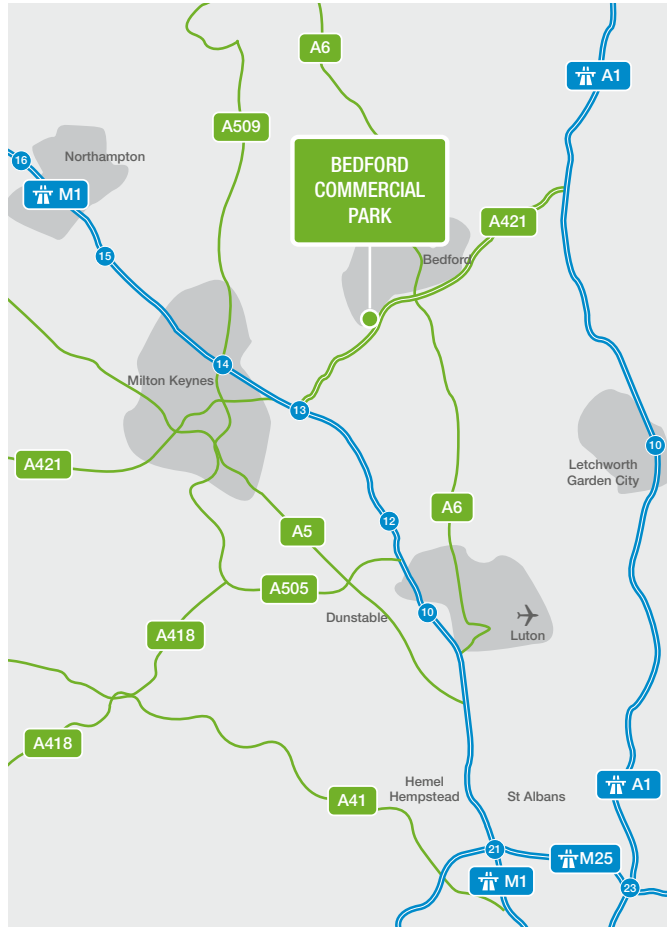 A6
A1
A509
Northampton
16
M1
BEDFORD
COMMERCIAL
PARK
A421
15
Bedford
14
Milton Keynes
13
10
A421
Letchworth
Garden City
A6
12
A5
A505
10
Dunstable
Luton
A418
A418
Hemel
Hempstead
St Albans
A1
A41
21
M25
M1
23